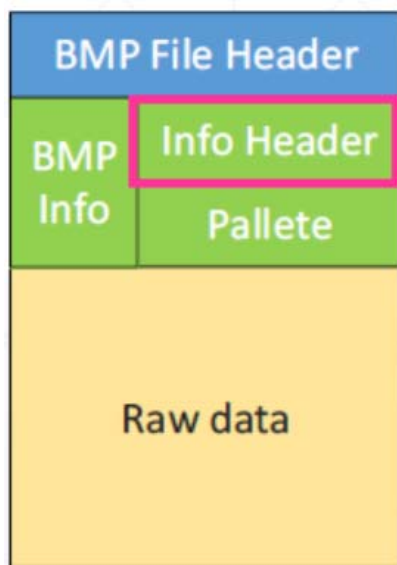 BMP File Header
BMP
Info
Info Header
Pallete
Raw data